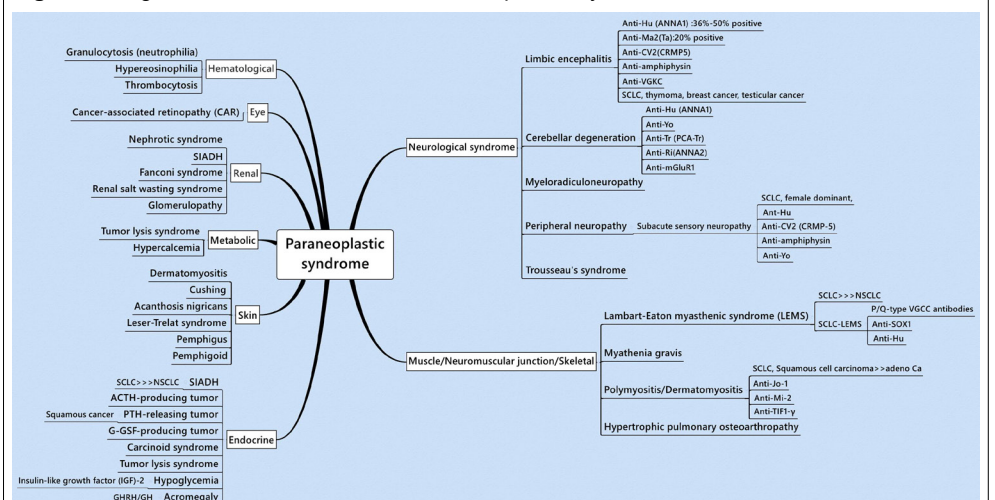 Granulocytosis (neutrophilia)
Hypereosinophilia
Thrombocytosis
Hematological
Cancer-associated retinopathy (CAR)
Eye
Nephrotic syndrome
SIADH
Fanconi syndrome
Renal salt wasting syndrome
Glomerulopathy
Renal
Tumor lysis syndrome
Hypercalcemia
Metabolic
Dermatomyositis
Cushing
Acanthosis nigricans
Leser-Trelat syndrome
Pemphigus
Pemphigoid
Skin
SCLC>>>NSCLC SIADH
ACTH-producing tumor
Squamous cancer PTH-releasing tumor
G-GSF-producing tumor
Carcinoid syndrome
Tumor lysis syndrome
Insulin-like growth factor (IGF)-2 Hypoglycemia
GHRH/GH Acromegaly
Endocrine
Paraneoplastic
syndrome
Neurological syndrome
Limbic encephalitis
Anti-Hu (ANNA1) :36%-50% positive
Anti-Ma2(Ta):20% positive
Anti-CV2(CRMP5)
Anti-amphiphysin
Anti-VGKC
SCLC, thymoma, breast cancer, testicular cancer
Cerebellar degeneration
Anti-Hu (ANNA1)
Anti-Yo
Anti-Tr (PCA-Tr)
Anti-Ri(ANNA2)
Anti-mGluR1
Myeloradiculoneuropathy
Peripheral neuropathy Subacute sensory neuropathy
SCLC, female dominant,
Ant-Hu
Anti-CV2 (CRMP-5)
Anti-amphiphysin
Anti-Yo
Trousseau's syndrome
Muscle/Neuromuscular junction/Skeletal
Lambart-Eaton myasthenic syndrome (LEMS)
SCLC>>>NSCLC
SCLC-LEMS
P/Q-type VGCC antibodies
Anti-SOX1
Anti-Hu
Myathenia gravis
Polymyositis/Dermatomyositis
SCLC, Squamous cell carcinoma>>adeno Ca
Anti-Jo-1
Anti-Mi-2
Anti-TIF1-γ
Hypertrophic pulmonary osteoarthropathy